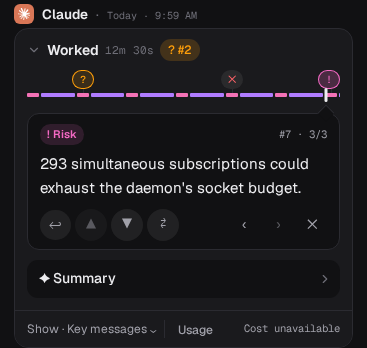 Claude · Today · 9:59 AM
Worked 12m 30s ? #2
? ✕ !
! Risk #7 · 3/3
293 simultaneous subscriptions could
exhaust the daemon's socket budget.
Summary
Show · Key messages Usage Cost unavailable